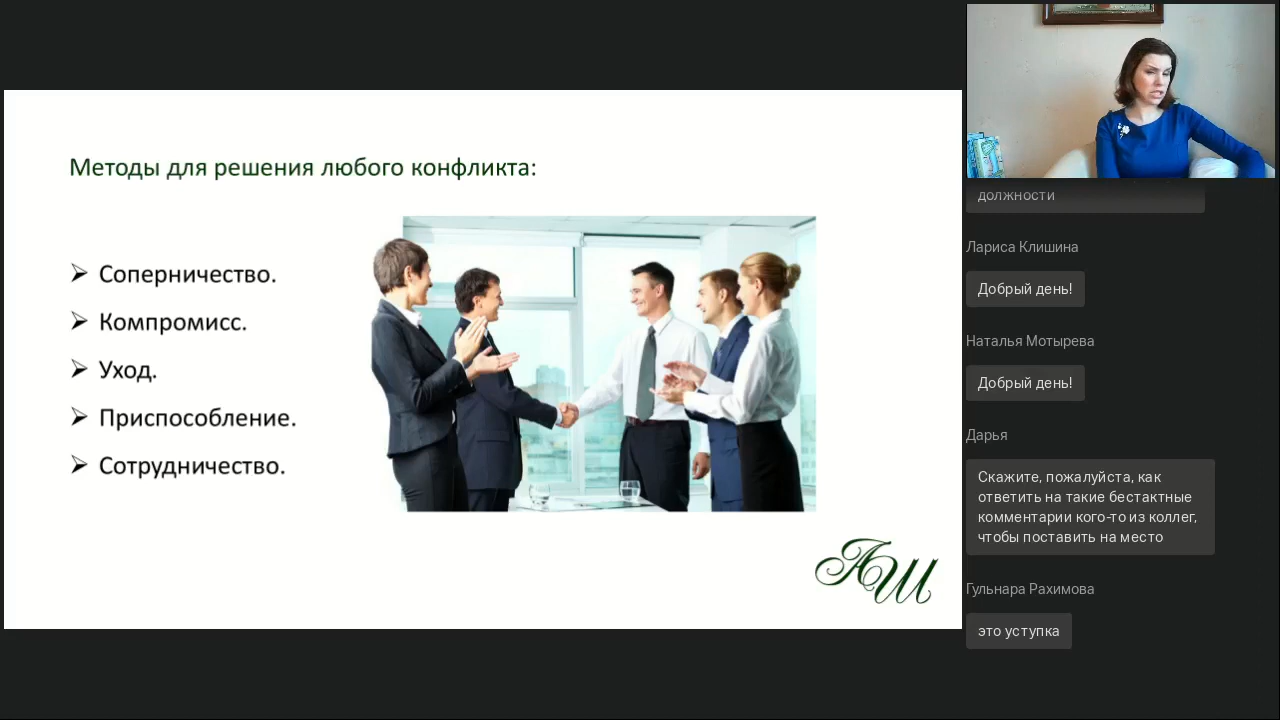 Методы для решения любого конфликта:
Соперничество.
Компромисс.
Уход.
Приспособление.
Сотрудничество.
АШ
должности
Лариса Клишина
Добрый день!
Наталья Мотырева
Добрый день!
Дарья
Скажите, пожалуйста, как
ответить на такие бестактные
комментарии кого-то из коллег,
чтобы поставить на место
Гульнара Рахимова
это уступка